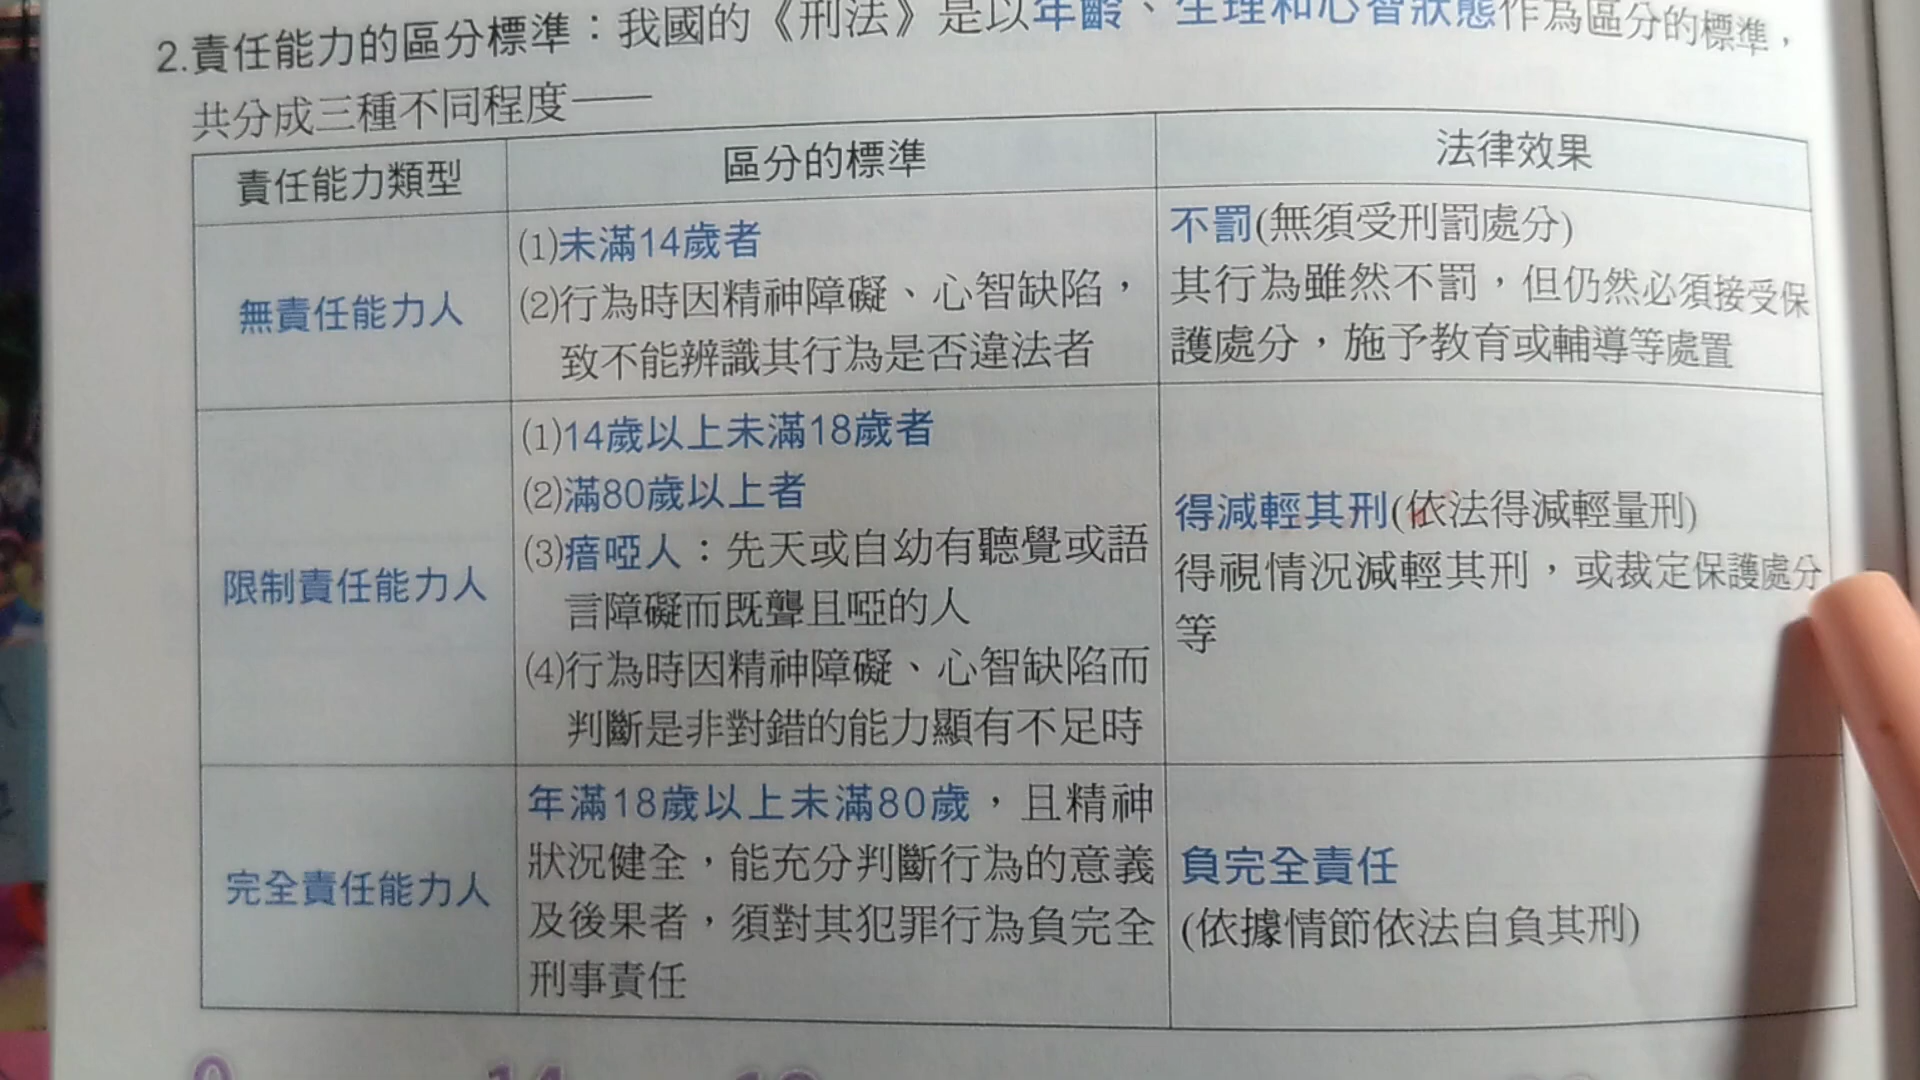 2.責任能力的區分標準：我國的《刑法》是以年齡、生理和心智狀態作為區分的標準，
共分成三種不同程度——
責任能力類型
區分的標準
法律效果
無責任能力人
(1)未滿14歲者
(2)行為時因精神障礙、心智缺陷，
致不能辨識其行為是否違法者
不罰(無須受刑罰處分)
其行為雖然不罰，但仍然必須接受保
護處分，施予教育或輔導等處置
限制責任能力人
(1)14歲以上未滿18歲者
(2)滿80歲以上者
(3)瘖啞人：先天或自幼有聽覺或語
言障礙而既聾且啞的人
(4)行為時因精神障礙、心智缺陷而
判斷是非對錯的能力顯有不足時
得減輕其刑(依法得減輕量刑)
得視情況減輕其刑，或裁定保護處分
等
完全責任能力人
年滿18歲以上未滿80歲，且精神
狀況健全，能充分判斷行為的意義
及後果者，須對其犯罪行為負完全
刑事責任
負完全責任
(依據情節依法自負其刑)